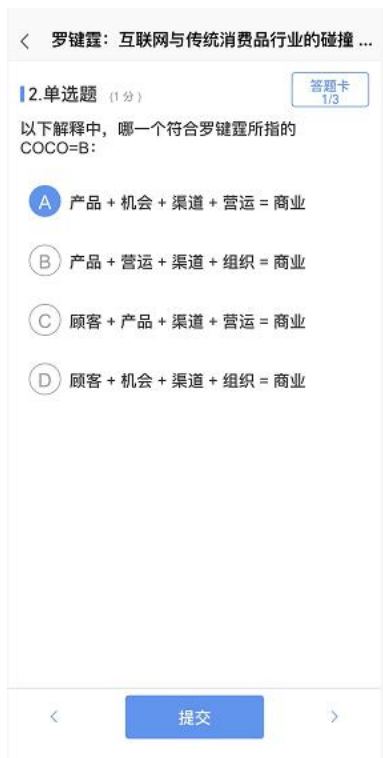 罗键霆：互联网与传统消费品行业的碰撞 ...
2.单选题 (1分)
答题卡
1/3
以下解释中，哪一个符合罗键霆所指的
COCO=B：
A 产品 + 机会 + 渠道 + 营运 = 商业
B 产品 + 营运 + 渠道 + 组织 = 商业
C 顾客 + 产品 + 渠道 + 营运 = 商业
D 顾客 + 机会 + 渠道 + 组织 = 商业
提交